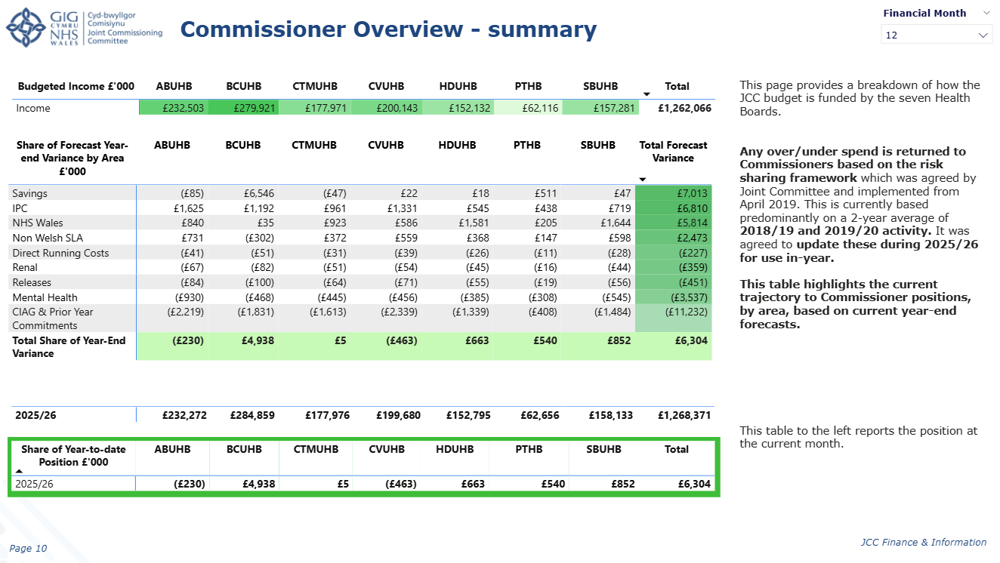 GIG
CYMRU
NHS
WALES
Cyd-bwyllgor
Comisiynu
Joint Commissioning
Committee
Commissioner Overview - summary
Financial Month
12
Budgeted Income £'000 ABUHB BCUHB CTMUHB CVUHB HDUHB PTHB SBUHB Total
Income £232,503 £279,921 £177,971 £200,143 £152,132 £62,116 £157,281 £1,262,066
Share of Forecast Year- ABUHB BCUHB CTMUHB CVUHB HDUHB PTHB SBUHB Total Forecast
end Variance by Area Variance
£'000
Savings (£85) £6,546 (£47) £22 £18 £511 £47 £7,013
IPC £1,625 £1,192 £961 £1,331 £545 £438 £719 £6,810
NHS Wales £840 £35 £923 £586 £1,581 £205 £1,644 £5,814
Non Welsh SLA £731 (£302) £372 £559 £368 £147 £598 £2,473
Direct Running Costs (£41) (£51) (£31) (£39) (£26) (£11) (£28) (£227)
Renal (£67) (£82) (£51) (£54) (£45) (£16) (£44) (£359)
Releases (£84) (£100) (£64) (£71) (£55) (£19) (£56) (£451)
Mental Health (£930) (£468) (£445) (£456) (£385) (£308) (£545) (£3,537)
CIAG & Prior Year (£2,219) (£1,831) (£1,613) (£2,339) (£1,339) (£408) (£1,484) (£11,232)
Commitments
Total Share of Year-End (£230) £4,938 £5 (£463) £663 £540 £852 £6,304
Variance
2025/26 £232,272 £284,859 £177,976 £199,680 £152,795 £62,656 £158,133 £1,268,371
Share of Year-to-date ABUHB BCUHB CTMUHB CVUHB HDUHB PTHB SBUHB Total
Position £'000
2025/26 (£230) £4,938 £5 (£463) £663 £540 £852 £6,304
This page provides a breakdown of how the
JCC budget is funded by the seven Health
Boards.
Any over/under spend is returned to
Commissioners based on the risk
sharing framework which was agreed by
Joint Committee and implemented from
April 2019. This is currently based
predominantly on a 2-year average of
2018/19 and 2019/20 activity. It was
agreed to update these during 2025/26
for use in-year.
This table highlights the current
trajectory to Commissioner positions,
by area, based on current year-end
forecasts.
This table to the left reports the position at
the current month.
Page 10
JCC Finance & Information